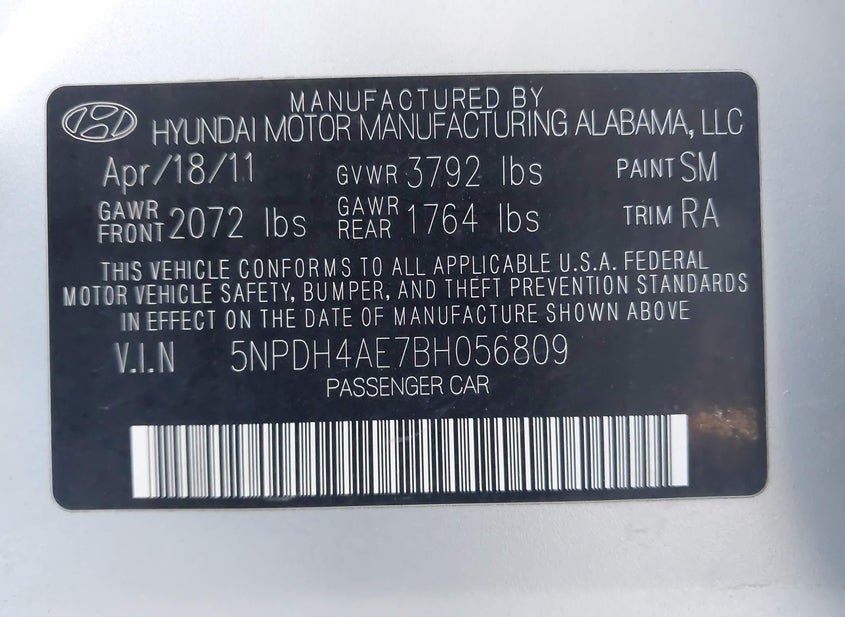 MANUFACTURED BY
HYUNDAI MOTOR MANUFACTURING ALABAMA, LLC
Apr/18/11 GVWR 3792 lbs PAINT SM
GAWR FRONT 2072 lbs GAWR REAR 1764 lbs TRIM RA
THIS VEHICLE CONFORMS TO ALL APPLICABLE U.S.A. FEDERAL
MOTOR VEHICLE SAFETY, BUMPER, AND THEFT PREVENTION STANDARDS
IN EFFECT ON THE DATE OF MANUFACTURE SHOWN ABOVE
V.I.N 5NPDH4AE7BH056809
PASSENGER CAR